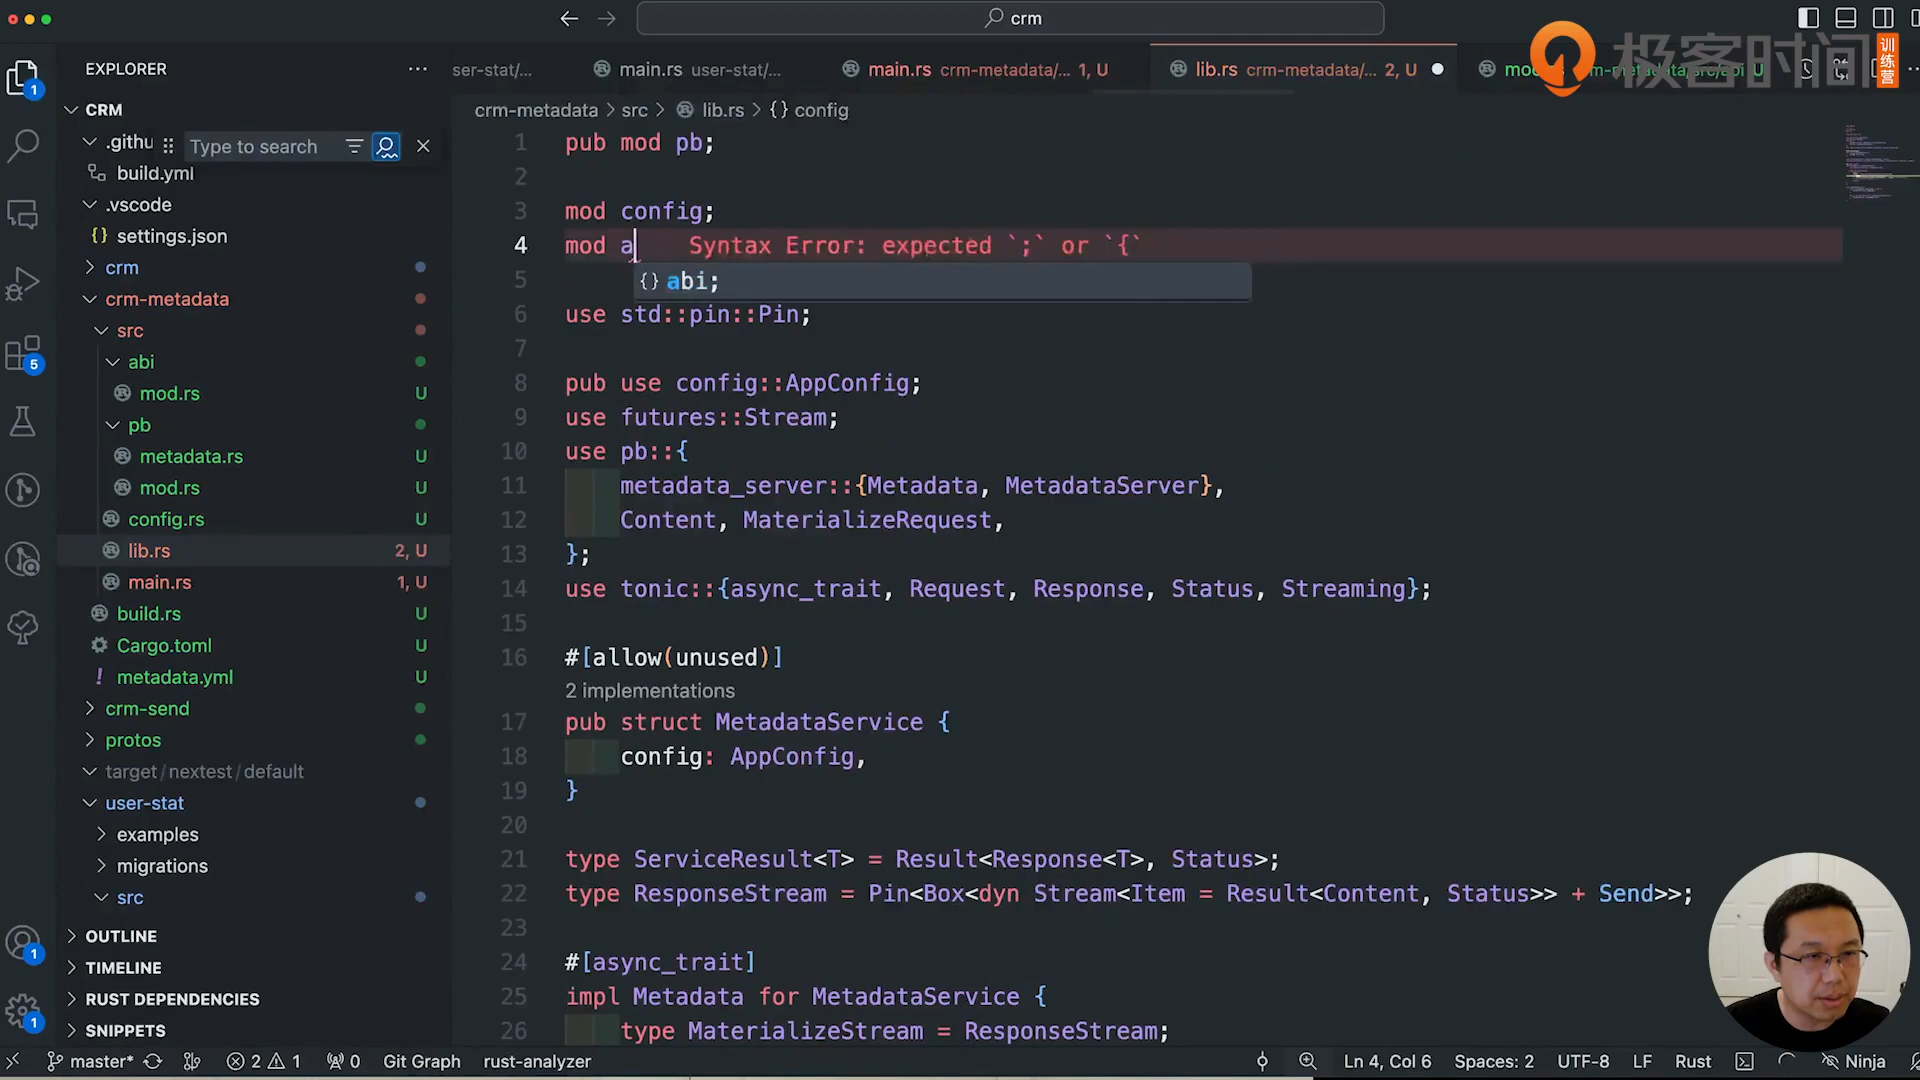 crm
极客时间 训练营
EXPLORER
ser-stat/...
main.rs user-stat/...
main.rs crm-metadata/... 1, U
lib.rs crm-metadata/... 2, U
CRM
crm-metadata > src > lib.rs > {} config
.githu
Type to search
build.yml
.vscode
{} settings.json
crm
crm-metadata
src
abi
mod.rs U
pb
metadata.rs U
mod.rs U
config.rs U
lib.rs 2, U
main.rs 1, U
build.rs U
Cargo.toml U
! metadata.yml U
crm-send
protos
target/nextest/default
user-stat
examples
migrations
src
OUTLINE
TIMELINE
RUST DEPENDENCIES
SNIPPETS
1
5
1
1
1 pub mod pb;
2
3 mod config;
4 mod a Syntax Error: expected `;` or `{`
{} abi;
5
6 use std::pin::Pin;
7
8 pub use config::AppConfig;
9 use futures::Stream;
10 use pb::{
11 metadata_server::{Metadata, MetadataServer},
12 Content, MaterializeRequest,
13 };
14 use tonic::{async_trait, Request, Response, Status, Streaming};
15
16 #[allow(unused)]
2 implementations
17 pub struct MetadataService {
18 config: AppConfig,
19 }
20
21 type ServiceResult<T> = Result<Response<T>, Status>;
22 type ResponseStream = Pin<Box<dyn Stream<Item = Result<Content, Status>> + Send>>;
23
24 #[async_trait]
25 impl Metadata for MetadataService {
26 type MaterializeStream = ResponseStream;
master* 2 1 0 Git Graph rust-analyzer
Ln 4, Col 6 Spaces: 2 UTF-8 LF Rust Ninja